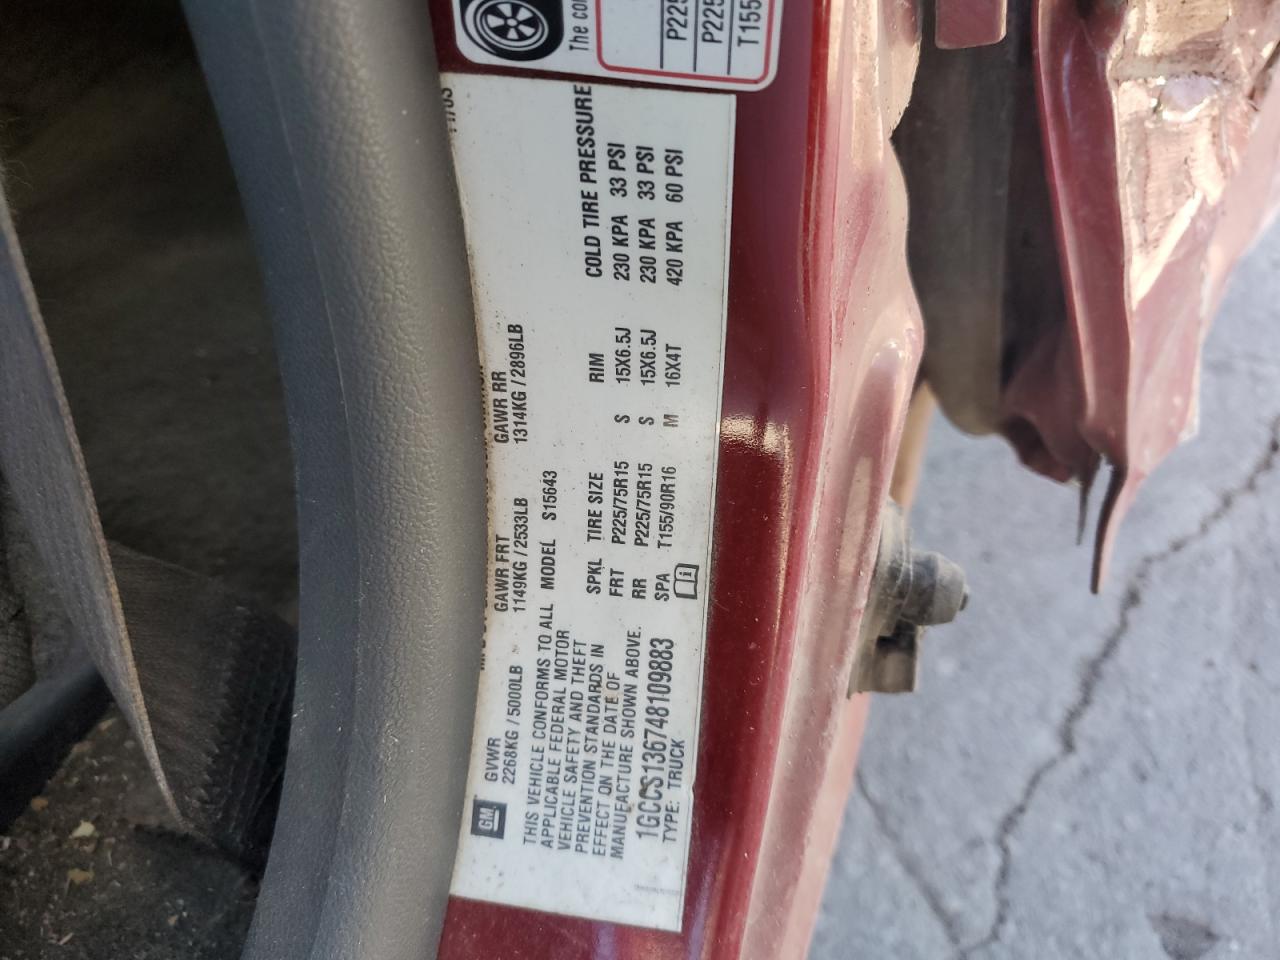 The co
P225
P225
T155
GM
GVWR GAWR FRT GAWR RR
2268KG / 5000LB 1149KG / 2533LB 1314KG / 2896LB
THIS VEHICLE CONFORMS TO ALL
APPLICABLE FEDERAL MOTOR
VEHICLE SAFETY AND THEFT
PREVENTION STANDARDS IN
EFFECT ON THE DATE OF
MANUFACTURE SHOWN ABOVE.
1GCCS136748109883
TYPE: TRUCK
MODEL S15643
SPKL TIRE SIZE RIM COLD TIRE PRESSURE
FRT P225/75R15 S 15X6.5J 230 KPA 33 PSI
RR P225/75R15 S 15X6.5J 230 KPA 33 PSI
SPA T155/90R16 M 16X4T 420 KPA 60 PSI